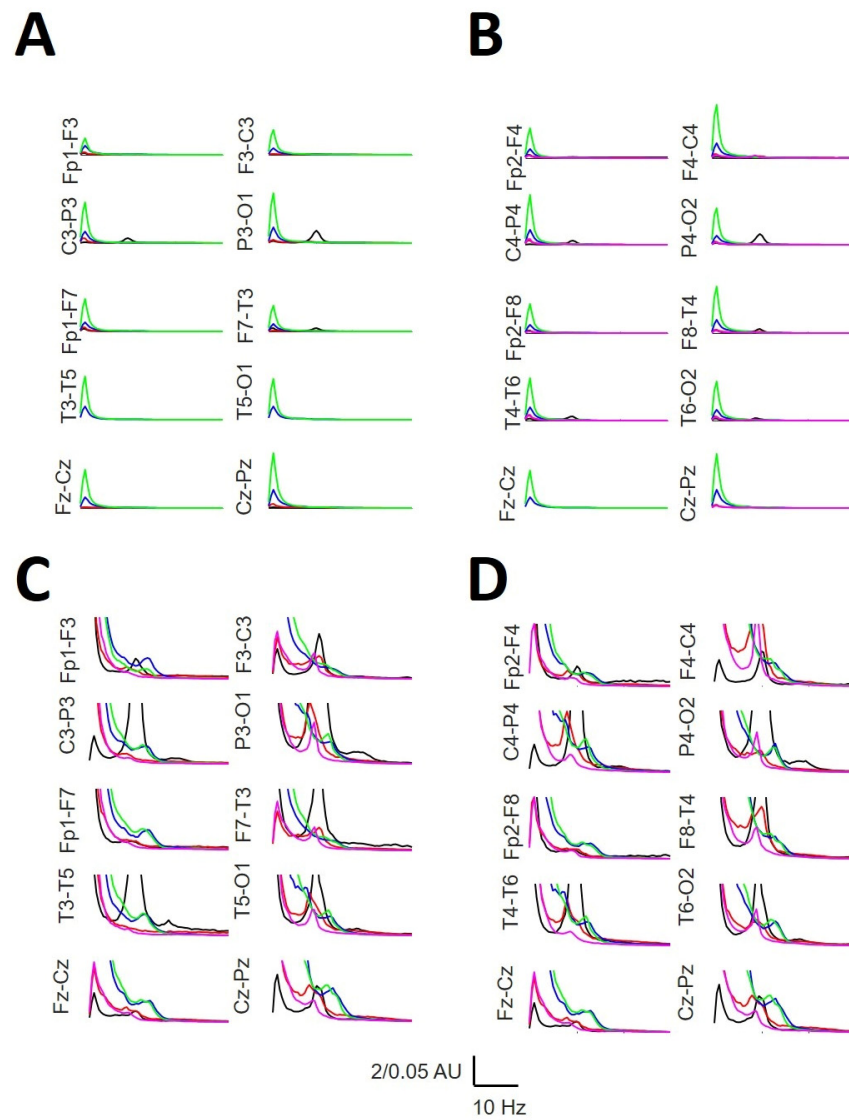 A
B
Fp1-F3
F3-C3
Fp2-F4
F4-C4
C3-P3
P3-O1
C4-P4
P4-O2
Fp1-F7
F7-T3
Fp2-F8
F8-T4
T3-T5
T5-O1
T4-T6
T6-O2
Fz-Cz
Cz-Pz
Fz-Cz
Cz-Pz
C
D
Fp1-F3
F3-C3
Fp2-F4
F4-C4
C3-P3
P3-O1
C4-P4
P4-O2
Fp1-F7
F7-T3
Fp2-F8
F8-T4
T3-T5
T5-O1
T4-T6
T6-O2
Fz-Cz
Cz-Pz
Fz-Cz
Cz-Pz
2/0.05 AU
10 Hz